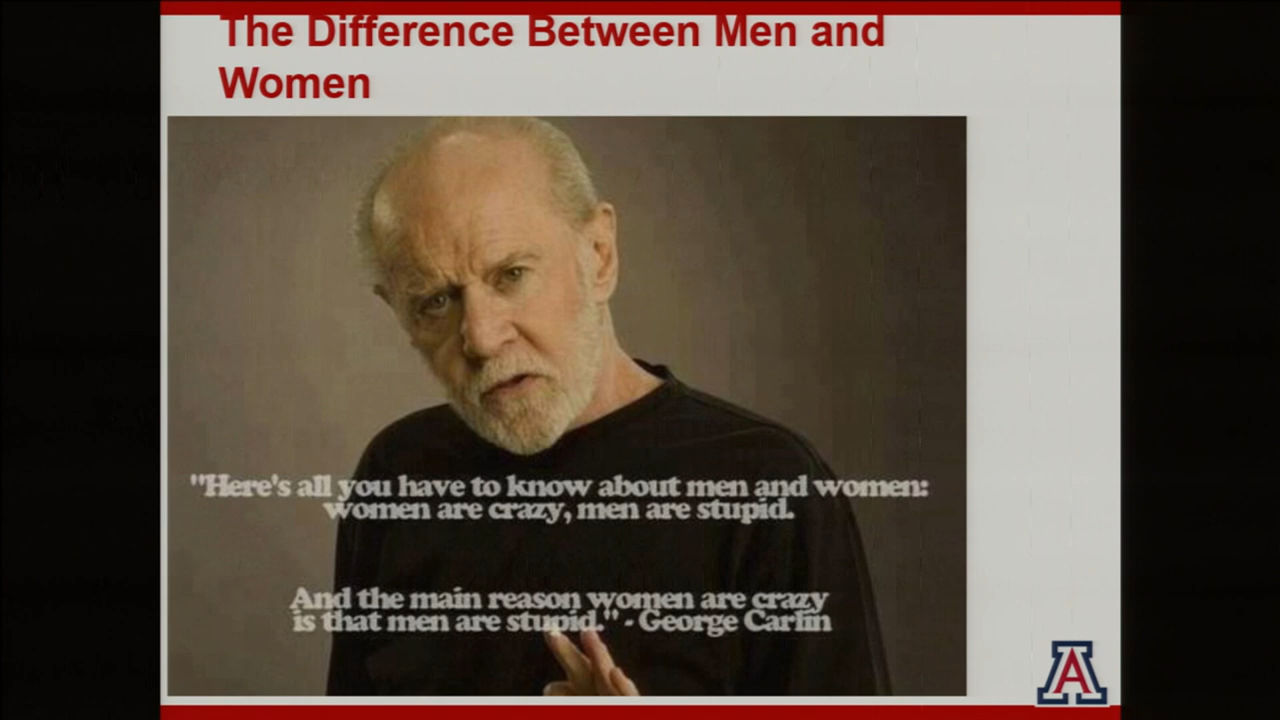 The Difference Between Men and
Women
"Here's all you have to know about men and women:
women are crazy, men are stupid.
And the main reason women are crazy
is that men are stupid." - George Carlin
A